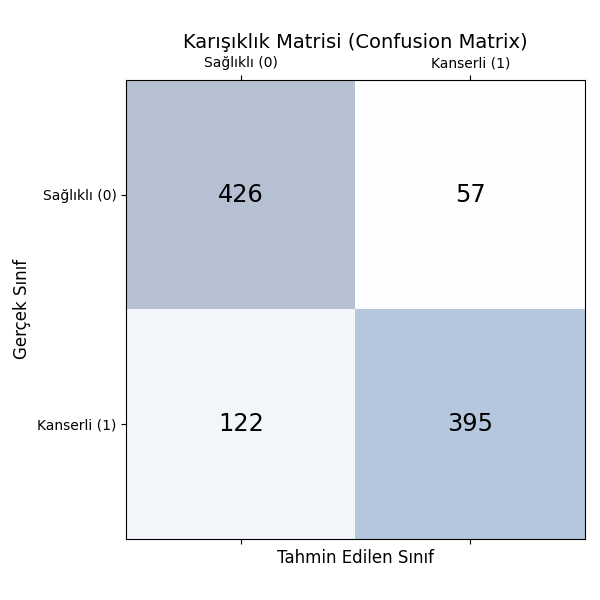 Karışıklık Matrisi (Confusion Matrix)
Sağlıklı (0) Kanserli (1)
Sağlıklı (0) 426 57
Gerçek Sınıf
Kanserli (1) 122 395
Tahmin Edilen Sınıf